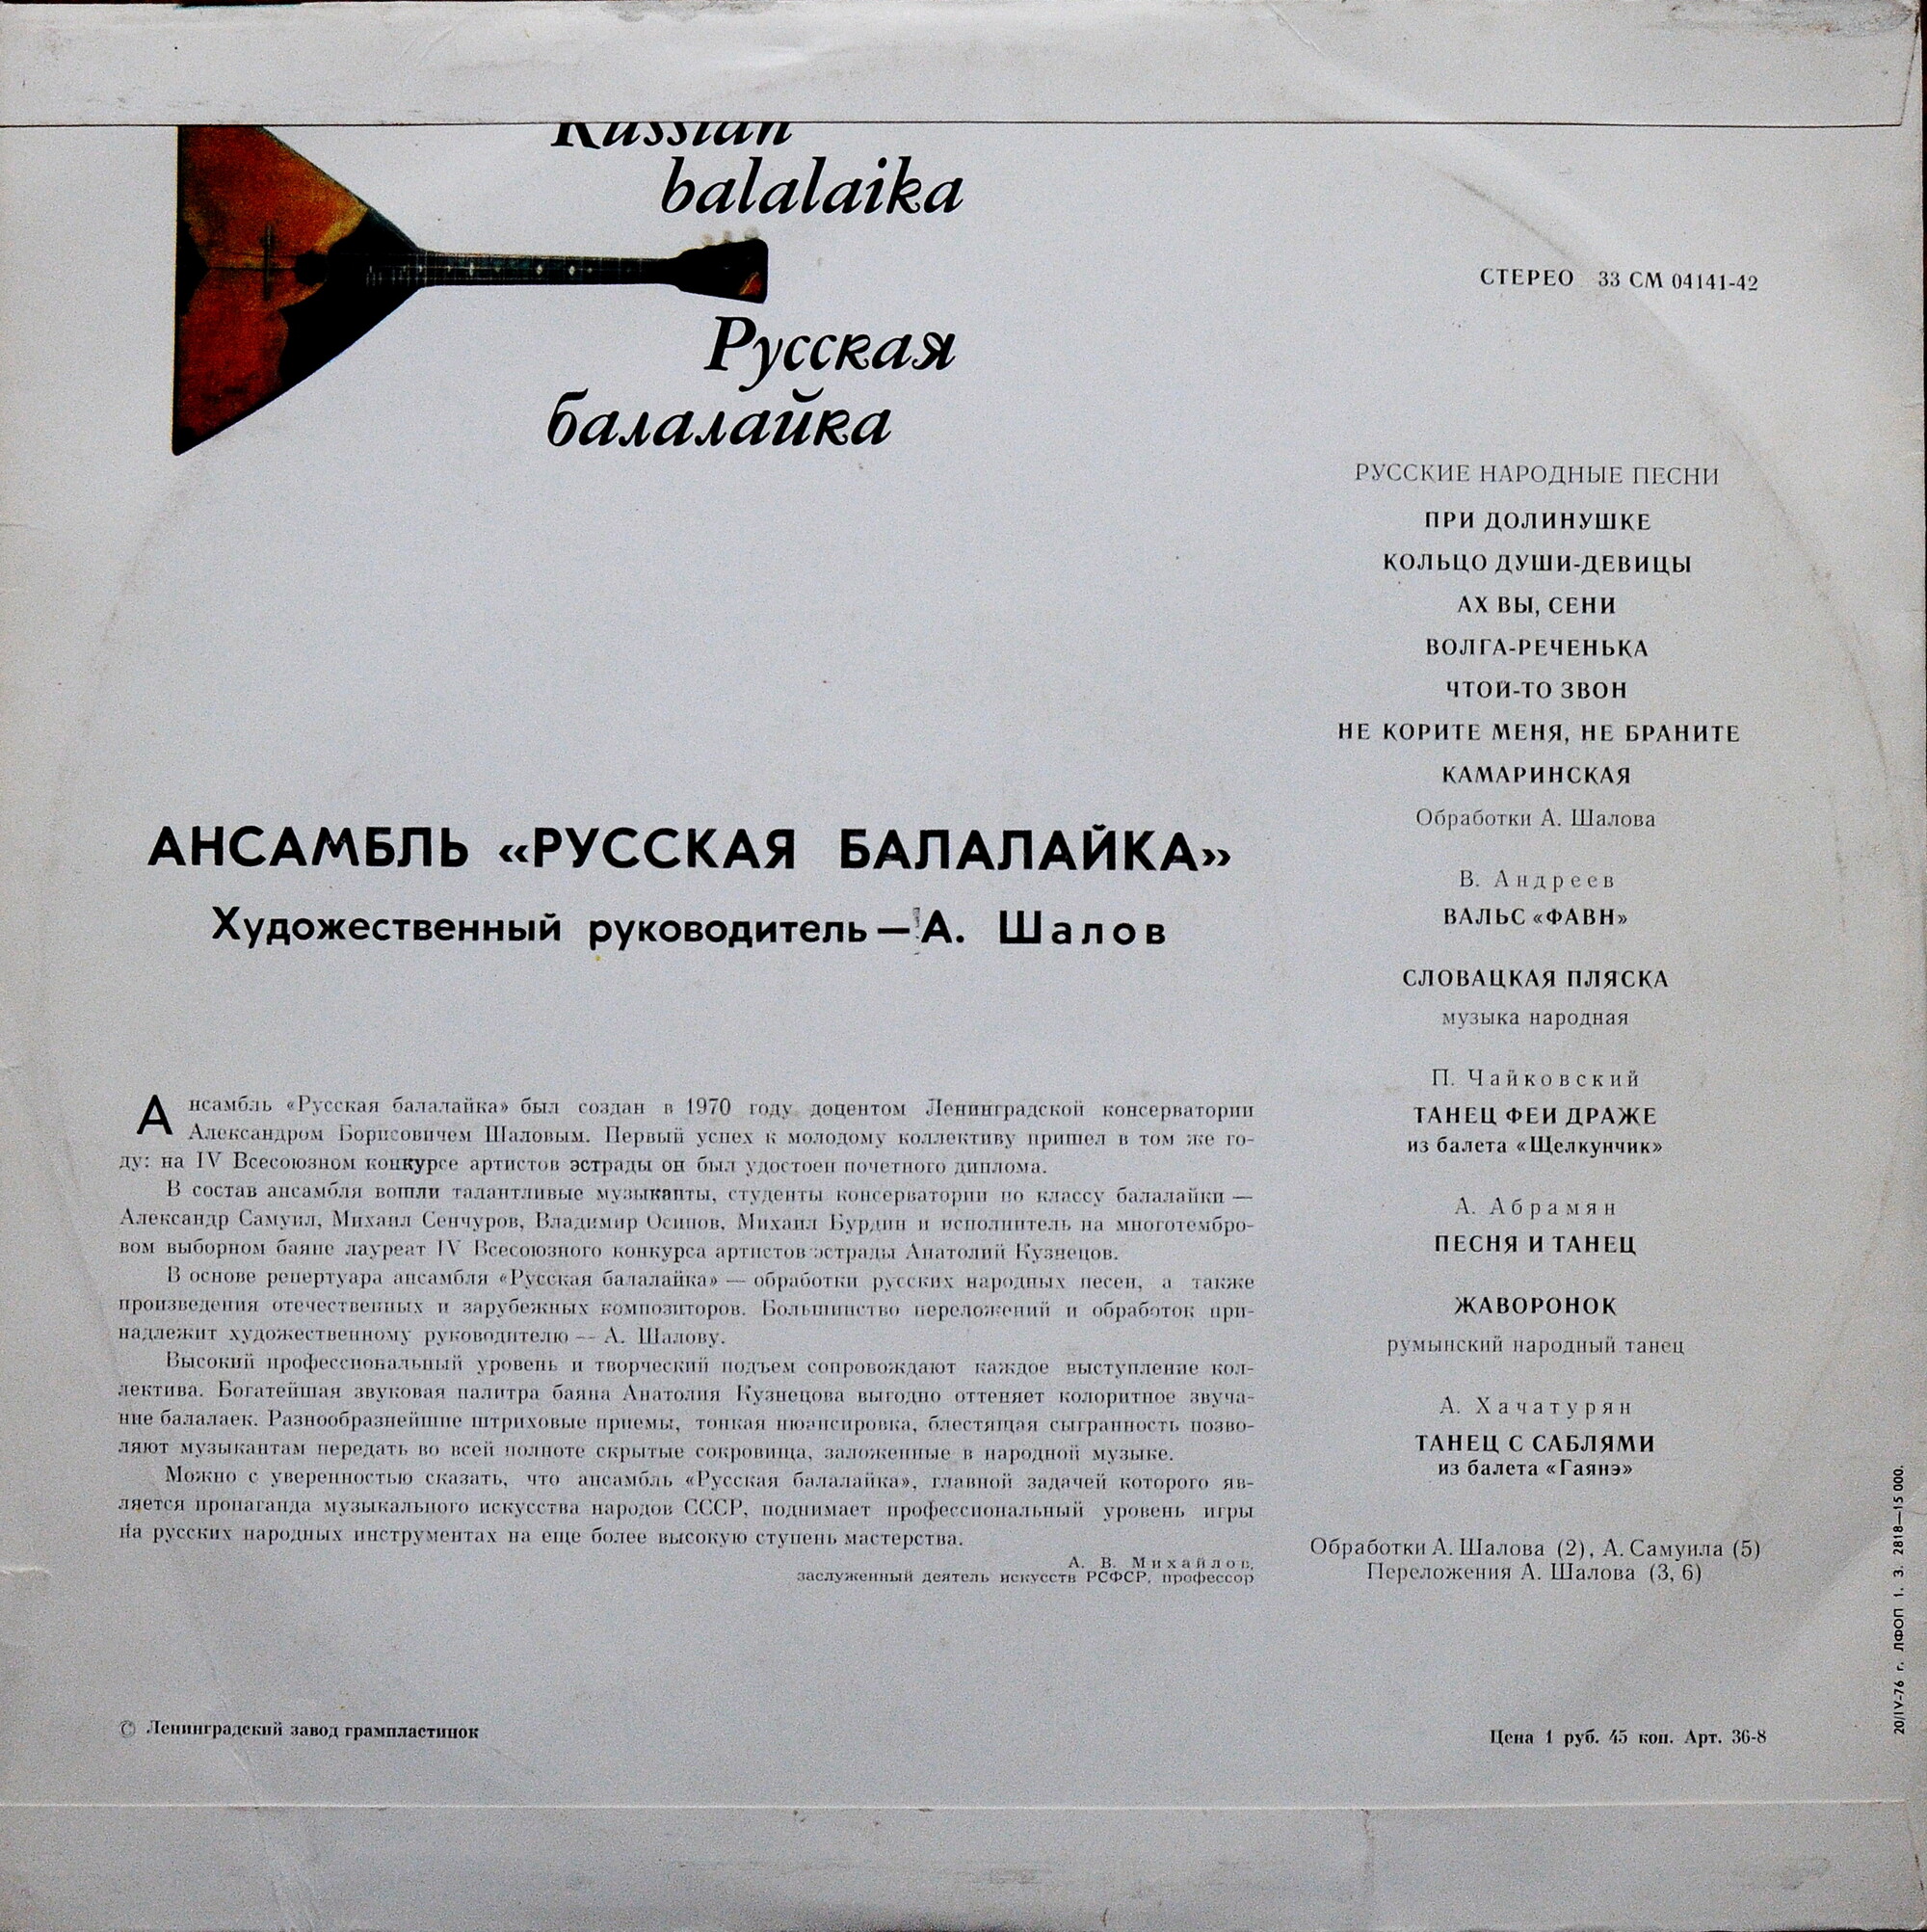 Russian
balalaika
Русская
балалайка
СТЕРЕО 33 СМ 04141-42
РУССКИЕ НАРОДНЫЕ ПЕСНИ
ПРИ ДОЛИНУШКЕ
КОЛЬЦО ДУШИ-ДЕВИЦЫ
АХ ВЫ, СЕНИ
ВОЛГА-РЕЧЕНЬКА
ЧТОЙ-ТО ЗВОН
НЕ КОРИТЕ МЕНЯ, НЕ БРАНИТЕ
КАМАРИНСКАЯ
Обработки А. Шалова
В. Андреев
ВАЛЬС «ФАВН»
СЛОВАЦКАЯ ПЛЯСКА
музыка народная
П. Чайковский
ТАНЕЦ ФЕИ ДРАЖЕ
из балета «Щелкунчик»
А. Абрамян
ПЕСНЯ И ТАНЕЦ
ЖАВОРОНОК
румынский народный танец
А. Хачатурян
ТАНЕЦ С САБЛЯМИ
из балета «Гаянэ»
Обработки А. Шалова (2), А. Самуила (5)
Переложения А. Шалова (3, 6)
АНСАМБЛЬ «РУССКАЯ БАЛАЛАЙКА»
Художественный руководитель — А. Шалов
Ансамбль «Русская балалайка» был создан в 1970 году доцентом Ленинградской консерватории
Александром Борисовичем Шаловым. Первый успех к молодому коллективу пришел в том же го-
ду: на IV Всесоюзном конкурсе артистов эстрады он был удостоен почетного диплома.
В состав ансамбля вошли талантливые музыканты, студенты консерватории по классу балалайки —
Александр Самуил, Михаил Сенчуров, Владимир Осипов, Михаил Бурдин и исполнитель на многотембро-
вом выборном баяне лауреат IV Всесоюзного конкурса артистов эстрады Анатолий Кузнецов.
В основе репертуара ансамбля «Русская балалайка» — обработки русских народных песен, а также
произведения отечественных и зарубежных композиторов. Большинство переложений и обработок при-
надлежит художественному руководителю — А. Шалову.
Высокий профессиональный уровень и творческий подъем сопровождают каждое выступление кол-
лектива. Богатейшая звуковая палитра баяна Анатолия Кузнецова выгодно оттеняет колоритное звуча-
ние балалаек. Разнообразнейшие штриховые приемы, тонкая нюансировка, блестящая сыгранность позво-
ляют музыкантам передать во всей полноте скрытые сокровища, заложенные в народной музыке.
Можно с уверенностью сказать, что ансамбль «Русская балалайка», главной задачей которого яв-
ляется пропаганда музыкального искусства народов СССР, поднимает профессиональный уровень игры
на русских народных инструментах на еще более высокую ступень мастерства.
А. В. Михайлов,
заслуженный деятель искусств РСФСР, профессор
© Ленинградский завод грампластинок
Цена 1 руб. 45 коп. Арт. 36-8
20/IV-76 г. ЛФОП 1. З. 2818—15 000.